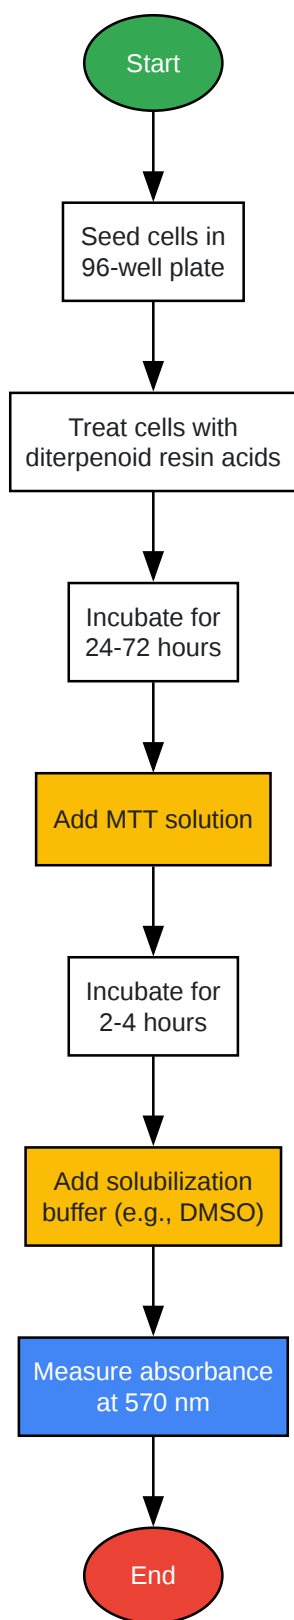 Start
Seed cells in
96-well plate
Treat cells with
diterpenoid resin acids
Incubate for
24-72 hours
Add MTT solution
Incubate for
2-4 hours
Add solubilization
buffer (e.g., DMSO)
Measure absorbance
at 570 nm
End